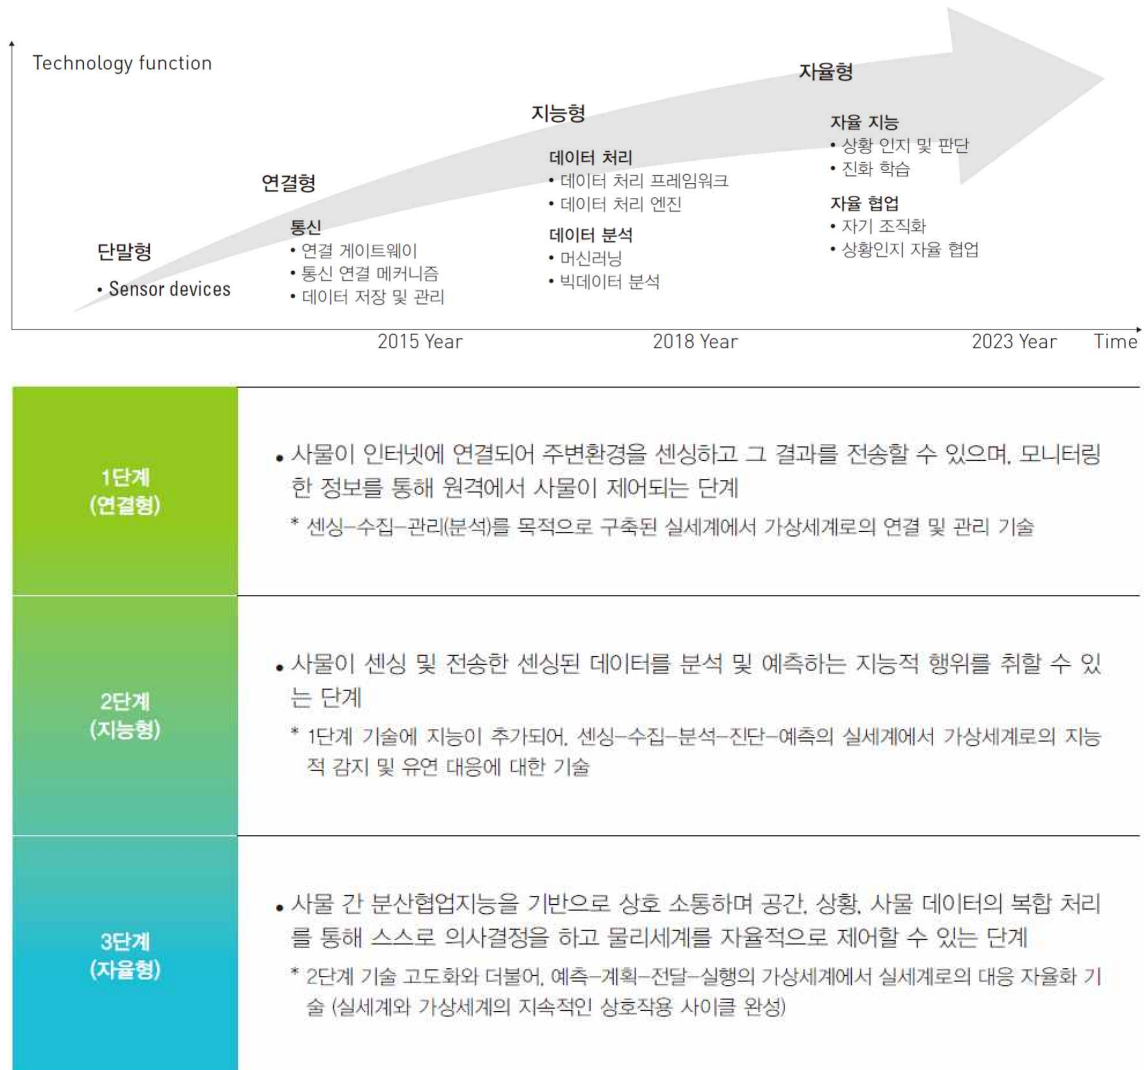 Technology function
단말형
• Sensor devices
연결형
통신
• 연결 게이트웨이
• 통신 연결 메커니즘
• 데이터 저장 및 관리
지능형
데이터 처리
• 데이터 처리 프레임워크
• 데이터 처리 엔진
데이터 분석
• 머신러닝
• 빅데이터 분석
자율형
자율 지능
• 상황 인지 및 판단
• 진화 학습
자율 협업
• 자기 조직화
• 상황인지 자율 협업
2015 Year
2018 Year
2023 Year
Time
1단계
(연결형)
• 사물이 인터넷에 연결되어 주변환경을 센싱하고 그 결과를 전송할 수 있으며, 모니터링
한 정보를 통해 원격에서 사물이 제어되는 단계
* 센싱–수집–관리(분석)를 목적으로 구축된 실세계에서 가상세계로의 연결 및 관리 기술
2단계
(지능형)
• 사물이 센싱 및 전송한 센싱된 데이터를 분석 및 예측하는 지능적 행위를 취할 수 있
는 단계
* 1단계 기술에 지능이 추가되어, 센싱–수집–분석–진단–예측의 실세계에서 가상세계로의 지능
적 감지 및 유연 대응에 대한 기술
3단계
(자율형)
• 사물 간 분산협업지능을 기반으로 상호 소통하며 공간, 상황, 사물 데이터의 복합 처리
를 통해 스스로 의사결정을 하고 물리세계를 자율적으로 제어할 수 있는 단계
* 2단계 기술 고도화와 더불어, 예측–계획–전달–실행의 가상세계에서 실세계로의 대응 자율화 기
술 (실세계와 가상세계의 지속적인 상호작용 사이클 완성)